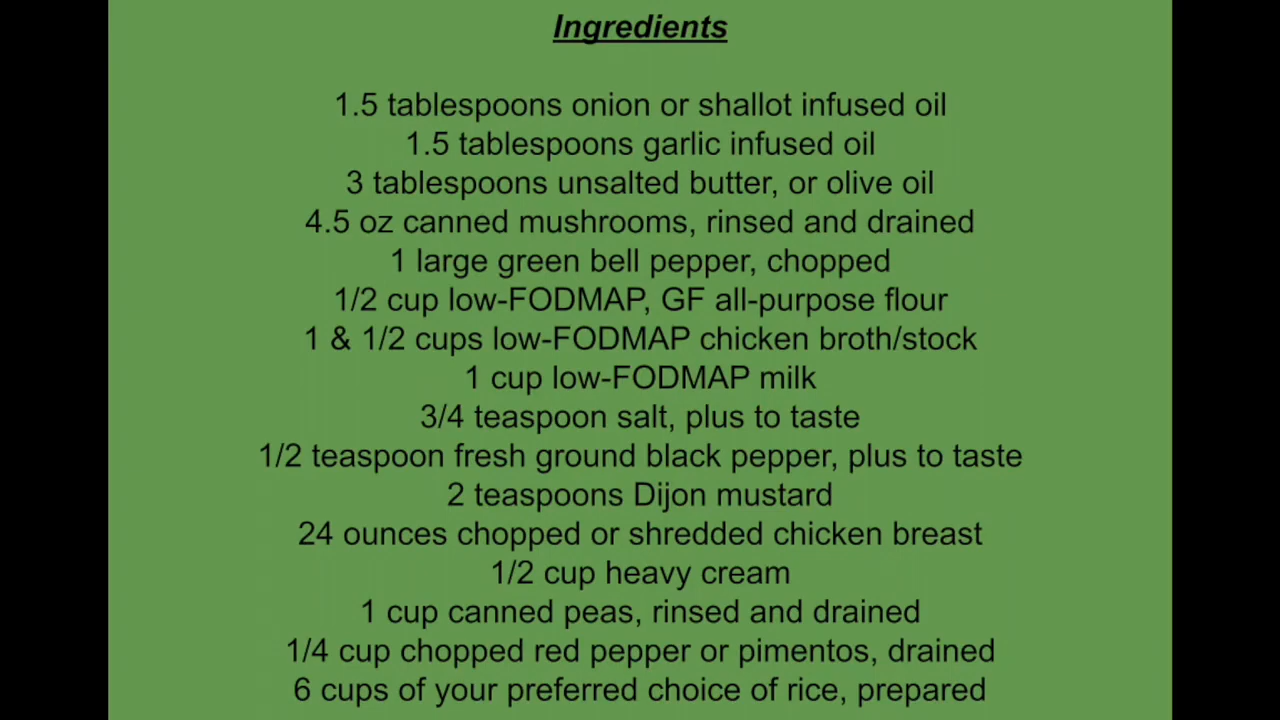 Ingredients
1.5 tablespoons onion or shallot infused oil
1.5 tablespoons garlic infused oil
3 tablespoons unsalted butter, or olive oil
4.5 oz canned mushrooms, rinsed and drained
1 large green bell pepper, chopped
1/2 cup low-FODMAP, GF all-purpose flour
1 & 1/2 cups low-FODMAP chicken broth/stock
1 cup low-FODMAP milk
3/4 teaspoon salt, plus to taste
1/2 teaspoon fresh ground black pepper, plus to taste
2 teaspoons Dijon mustard
24 ounces chopped or shredded chicken breast
1/2 cup heavy cream
1 cup canned peas, rinsed and drained
1/4 cup chopped red pepper or pimentos, drained
6 cups of your preferred choice of rice, prepared